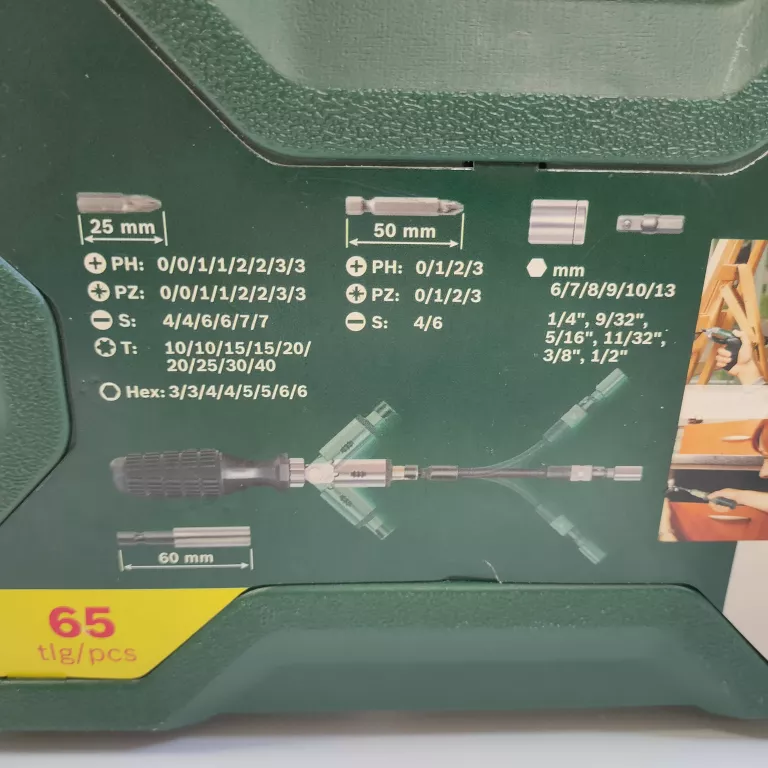 25 mm
PH: 0/0/1/1/2/2/3/3
PZ: 0/0/1/1/2/2/3/3
S: 4/4/6/6/7/7
T: 10/10/15/15/20/
20/25/30/40
Hex: 3/3/4/4/5/5/6/6
50 mm
PH: 0/1/2/3
PZ: 0/1/2/3
S: 4/6
mm
6/7/8/9/10/13
1/4", 9/32",
5/16", 11/32",
3/8", 1/2"
60 mm
65
tlg/pcs